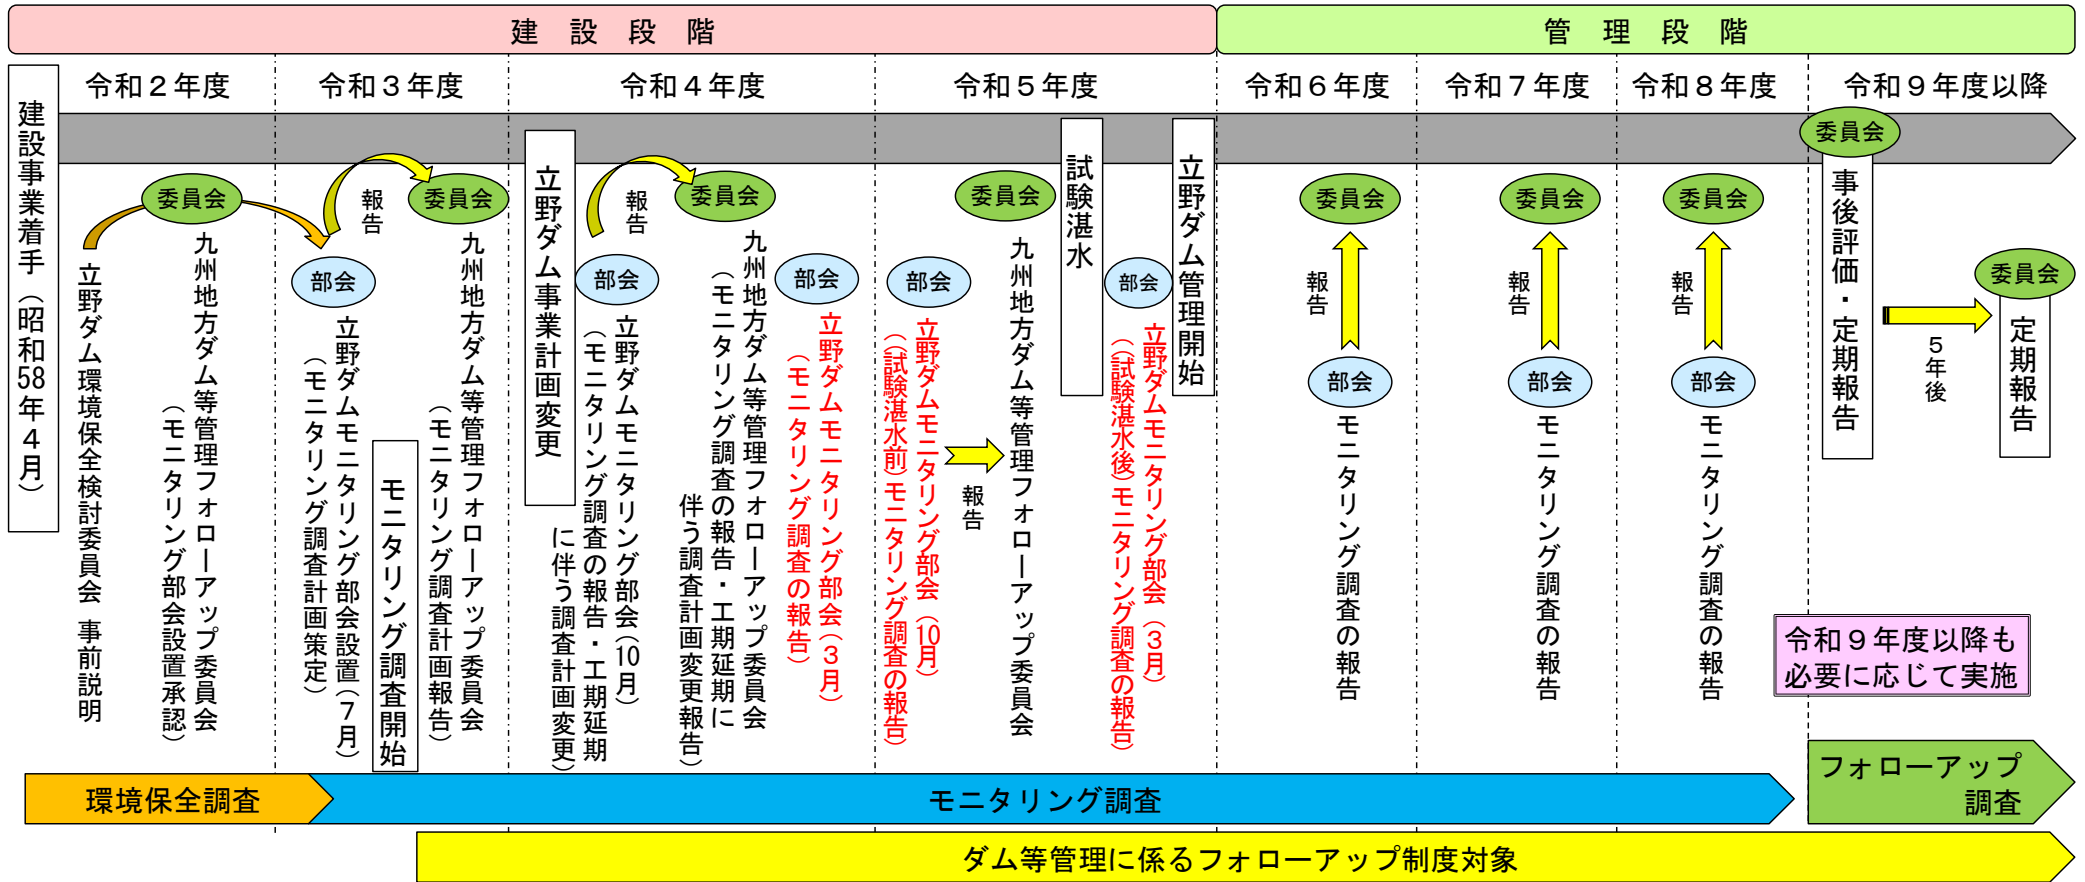 建設段階
管理段階
令和２年度
令和３年度
令和４年度
令和５年度
令和６年度
令和７年度
令和８年度
令和９年度以降
建設事業着手（昭和58年４月）
立野ダム環境保全検討委員会 事前説明
委員会
九州地方ダム等管理フォローアップ委員会
（モニタリング部会設置承認）
部会
立野ダムモニタリング部会設置（７月）
（モニタリング調査計画策定）
報告
モニタリング調査開始
委員会
九州地方ダム等管理フォローアップ委員会
（モニタリング調査計画報告）
立野ダム事業計画変更
部会
立野ダムモニタリング部会（10月）
（モニタリング調査の報告・工期延期
に伴う調査計画変更）
報告
委員会
九州地方ダム等管理フォローアップ委員会
（モニタリング調査の報告・工期延期に
伴う調査計画変更報告）
部会
立野ダムモニタリング部会（３月）
（モニタリング調査の報告）
部会
立野ダムモニタリング部会（10月）
（（試験湛水前）モニタリング調査の報告）
報告
委員会
九州地方ダム等管理フォローアップ委員会
試験湛水
部会
立野ダムモニタリング部会（３月）
（（試験湛水後）モニタリング調査の報告）
立野ダム管理開始
委員会
報告
部会
モニタリング調査の報告
委員会
報告
部会
モニタリング調査の報告
委員会
報告
部会
モニタリング調査の報告
委員会
事後評価・定期報告
５年後
委員会
定期報告
令和９年度以降も
必要に応じて実施
環境保全調査
モニタリング調査
フォローアップ
調査
ダム等管理に係るフォローアップ制度対象